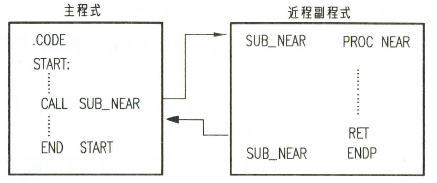 主程式
.CODE
START:
CALL SUB_NEAR
END START
近程副程式
SUB_NEAR PROC NEAR
RET
SUB_NEAR ENDP